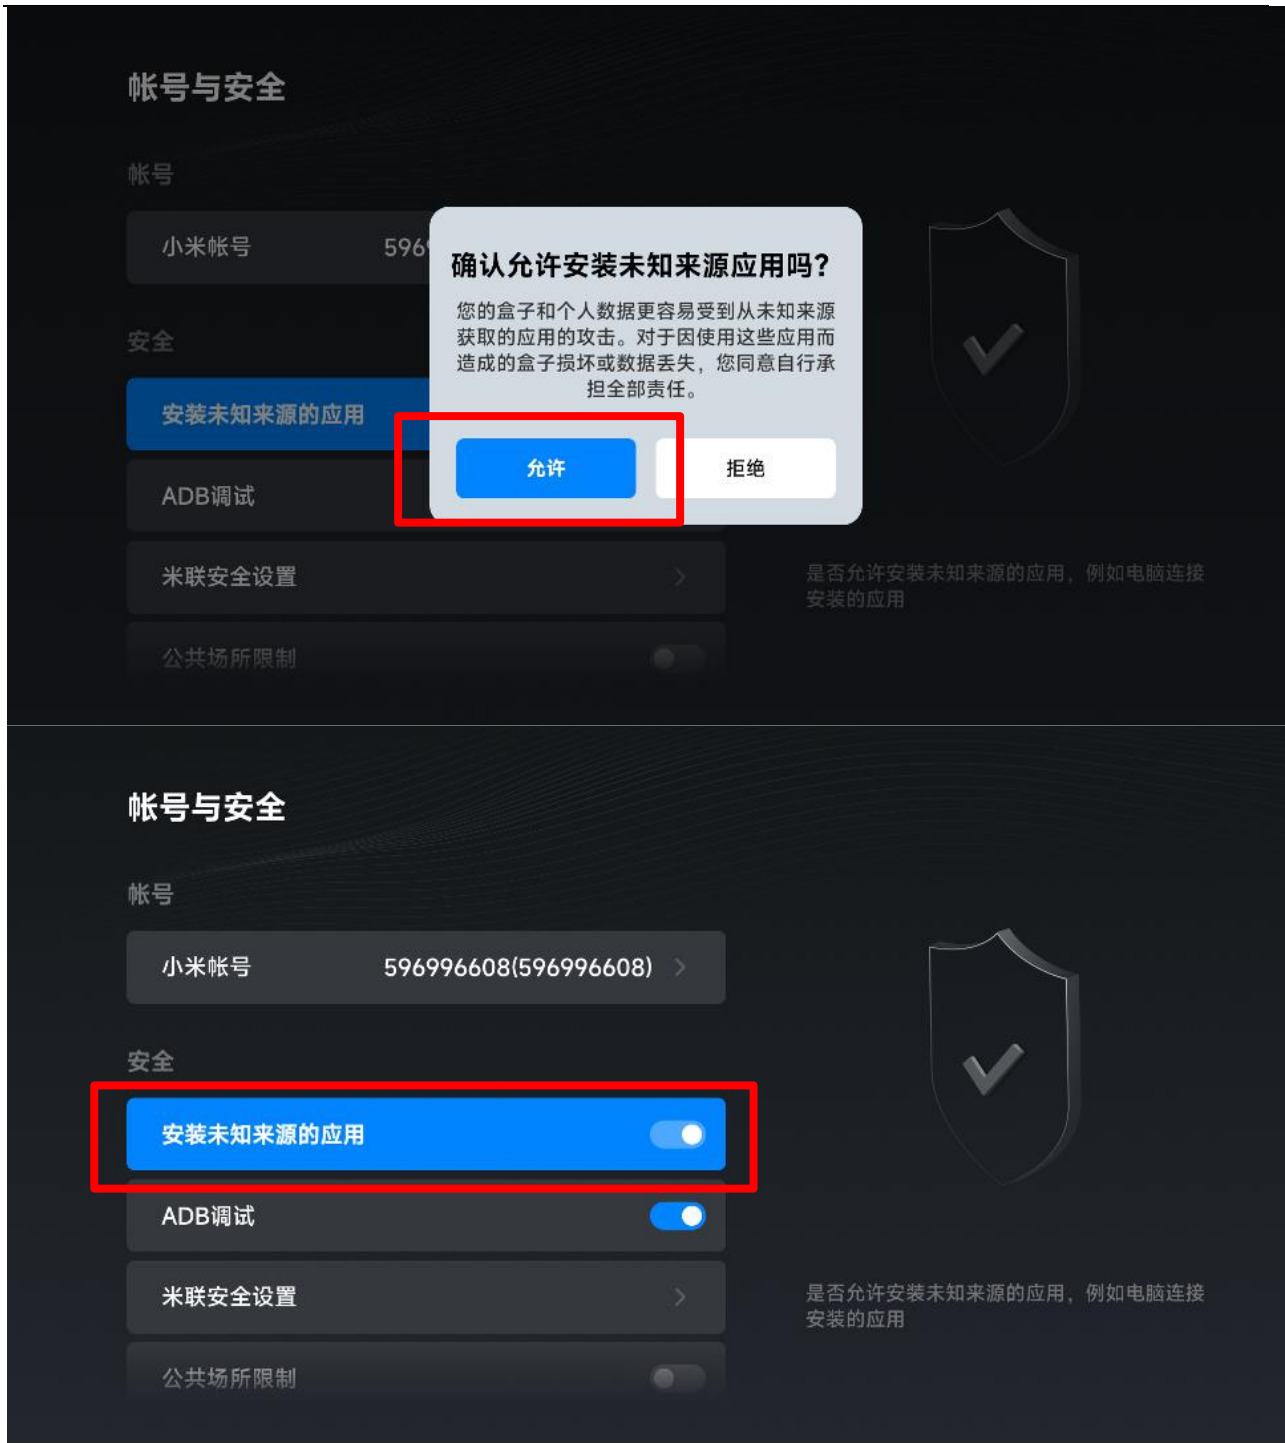 帐号与安全
帐号
小米帐号 596
确认允许安装未知来源应用吗？
您的盒子和个人数据更容易受到从未知来源
获取的应用的攻击。对于因使用这些应用而
造成的盒子损坏或数据丢失，您同意自行承
担全部责任。
允许 拒绝
安全
安装未知来源的应用
ADB调试
米联安全设置
公共场所限制
是否允许安装未知来源的应用，例如电脑连接
安装的应用
帐号与安全
帐号
小米帐号 596996608(596996608)
安全
安装未知来源的应用
ADB调试
米联安全设置
公共场所限制
是否允许安装未知来源的应用，例如电脑连接
安装的应用